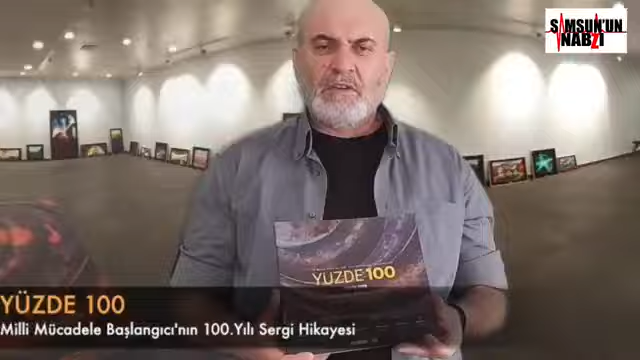 SAMSUN'UN
NABZI
YÜZDE100
YÜZDE 100
Milli Mücadele Başlangıcı'nın 100.Yılı Sergi Hikayesi